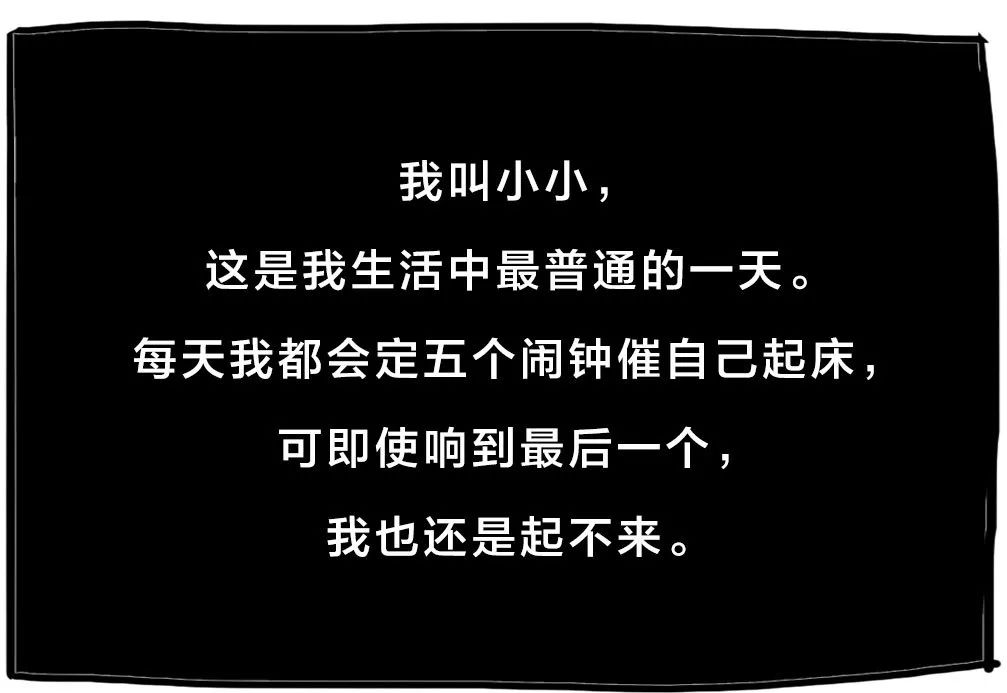 我叫小小，
这是我生活中最普通的一天。
每天我都会定五个闹钟催自己起床，
可即使响到最后一个，
我也还是起不来。